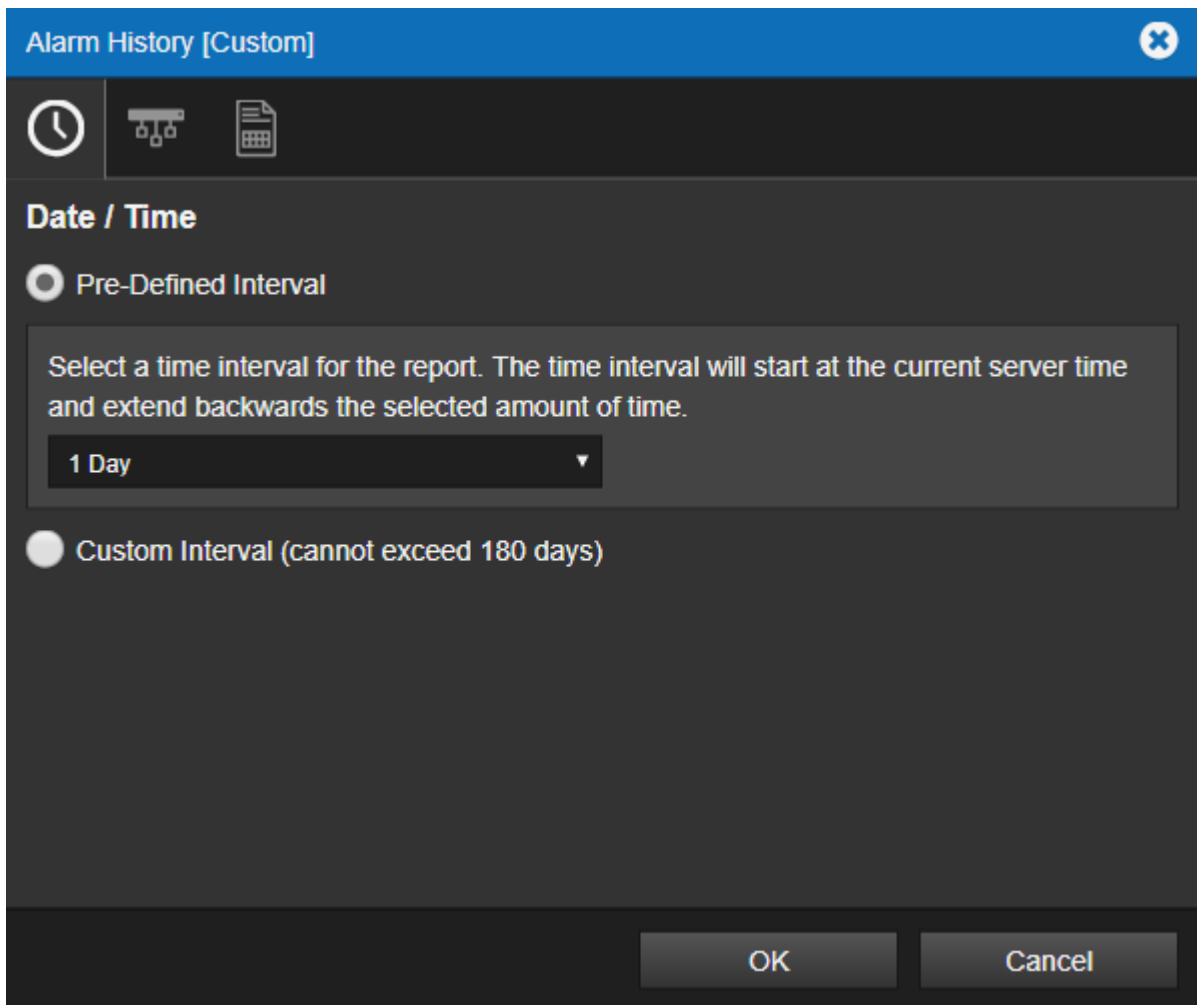 Alarm History [Custom]
Date / Time
Pre-Defined Interval
Select a time interval for the report. The time interval will start at the current server time
and extend backwards the selected amount of time.
1 Day
Custom Interval (cannot exceed 180 days)
OK
Cancel